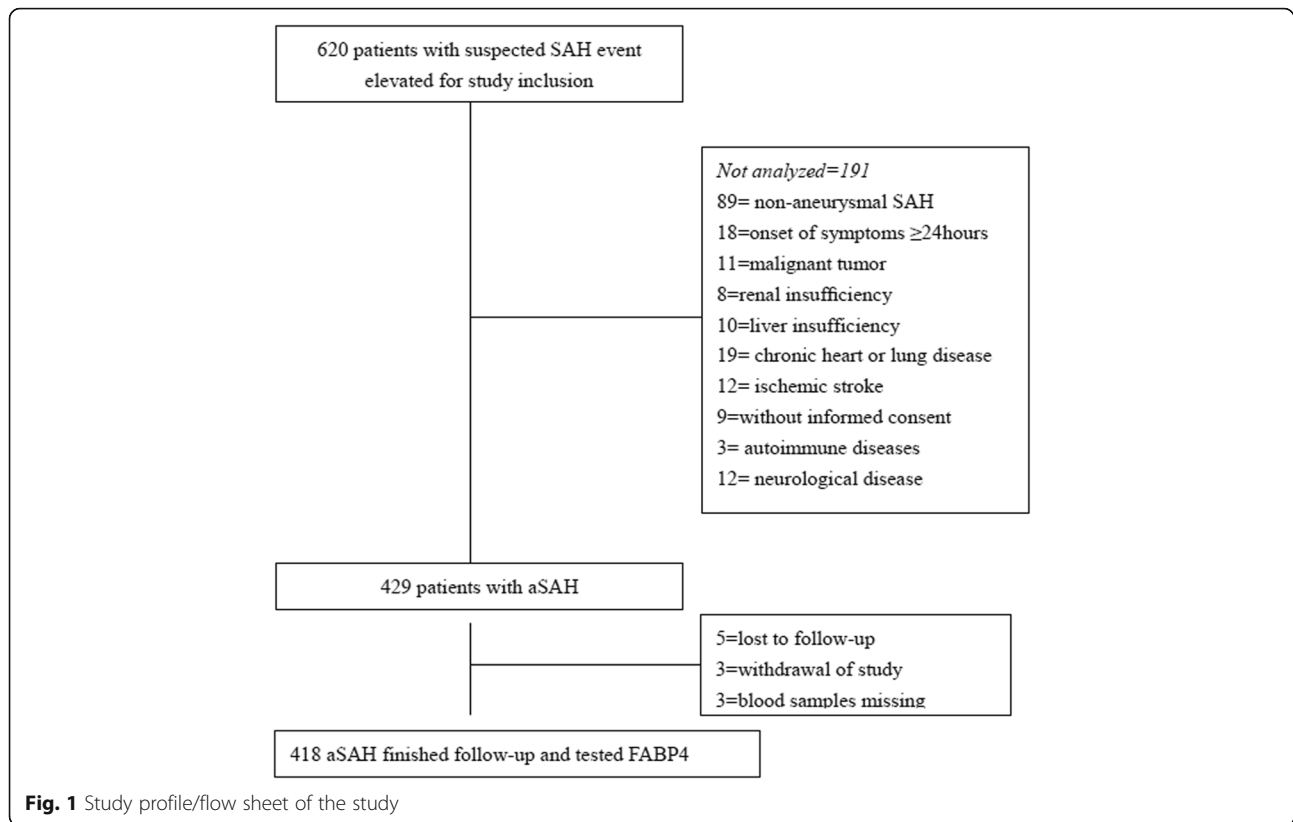 620 patients with suspected SAH event
elevated for study inclusion
Not analyzed=191
89= non-aneurysmal SAH
18=onset of symptoms ≥24hours
11=malignant tumor
8=renal insufficiency
10=liver insufficiency
19= chronic heart or lung disease
12= ischemic stroke
9=without informed consent
3= autoimmune diseases
12= neurological disease
429 patients with aSAH
5=lost to follow-up
3=withdrawal of study
3=blood samples missing
418 aSAH finished follow-up and tested FABP4
Fig. 1 Study profile/flow sheet of the study